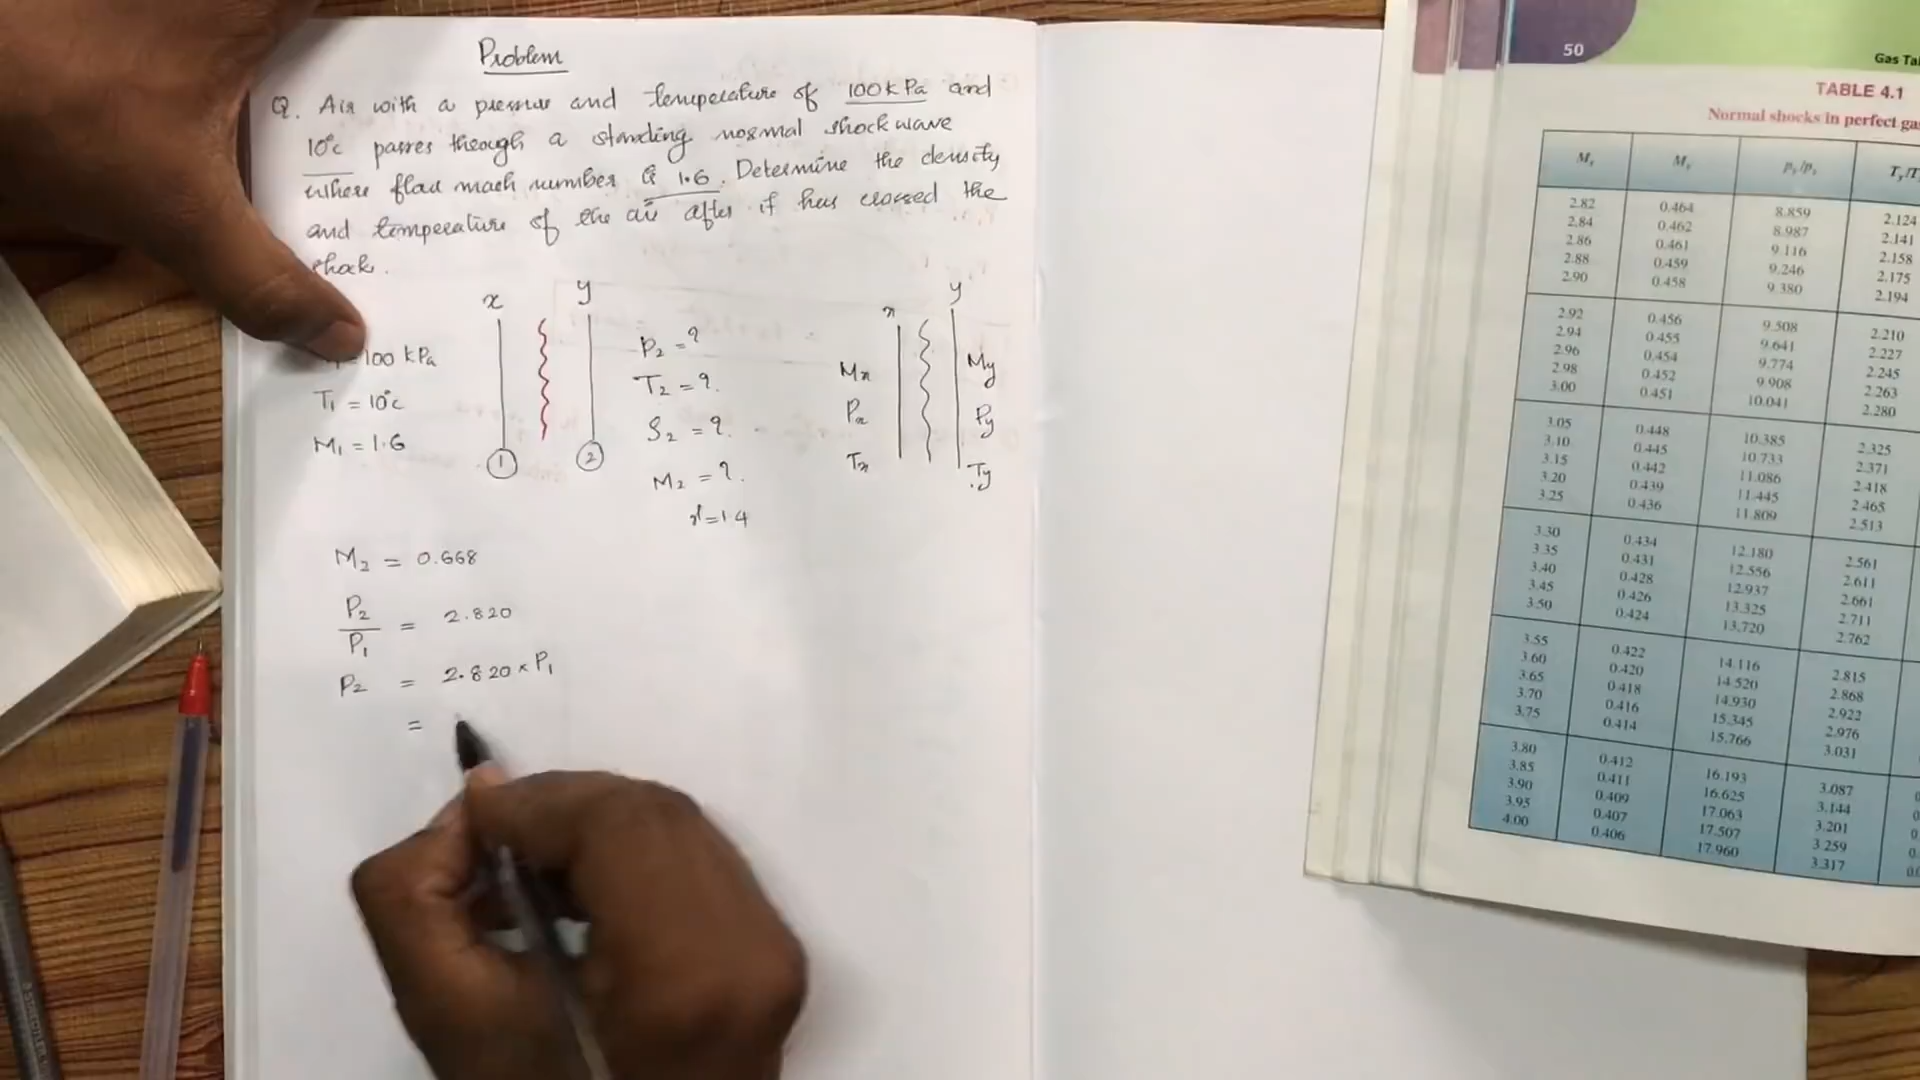 Problem
Q. Air with a pressure and temperature of 100 kPa and
10°c passes through a standing normal shock wave
where flow mach number is 1.6. Determine the density
and temperature of the air after it has crossed the
shock.
x y
= 100 kPa
T1 = 10°c
M1 = 1.6
1 2
P2 = ?
T2 = ?
S2 = ?
M2 = ?
γ = 1.4
x y
Mx My
Px Py
Tx Ty
M2 = 0.668
P2/P1 = 2.820
P2 = 2.820 × P1
=
50
Gas Ta
TABLE 4.1
Normal shocks in perfect gas
2.82 0.464 8.859 2.124
2.84 0.462 8.987 2.141
2.86 0.461 9.116 2.158
2.88 0.459 9.246 2.175
2.90 0.458 9.380 2.194
2.92 0.456 9.508 2.210
2.94 0.455 9.641 2.227
2.96 0.454 9.774 2.245
2.98 0.452 9.908 2.263
3.00 0.451 10.041 2.280
3.05 0.448 10.385 2.325
3.10 0.445 10.733 2.371
3.15 0.442 11.086 2.418
3.20 0.439 11.445 2.465
3.25 0.436 11.809 2.513
3.30 0.434 12.180 2.561
3.35 0.431 12.556 2.611
3.40 0.428 12.937 2.661
3.45 0.426 13.325 2.711
3.50 0.424 13.720 2.762
3.55 0.422 14.116 2.815
3.60 0.420 14.520 2.868
3.65 0.418 14.930 2.922
3.70 0.416 15.345 2.976
3.75 0.414 15.766 3.031
3.80 0.412 16.193 3.087
3.85 0.411 16.625 3.144
3.90 0.409 17.063 3.201
3.95 0.407 17.507 3.259
4.00 0.406 17.960 3.317